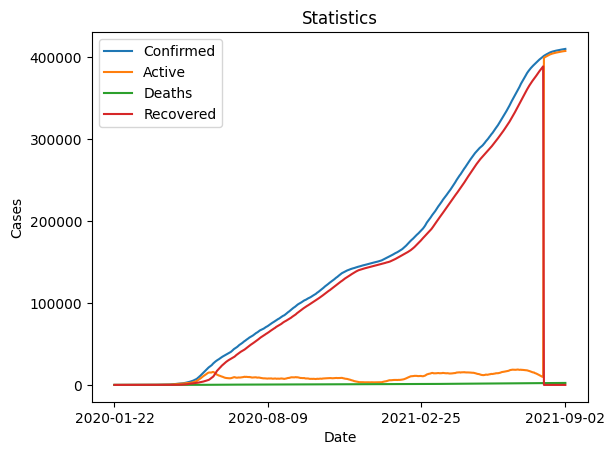 Statistics
Confirmed
Active
Deaths
Recovered
400000
300000
200000
100000
0
Cases
2020-01-22
2020-08-09
2021-02-25
2021-09-02
Date